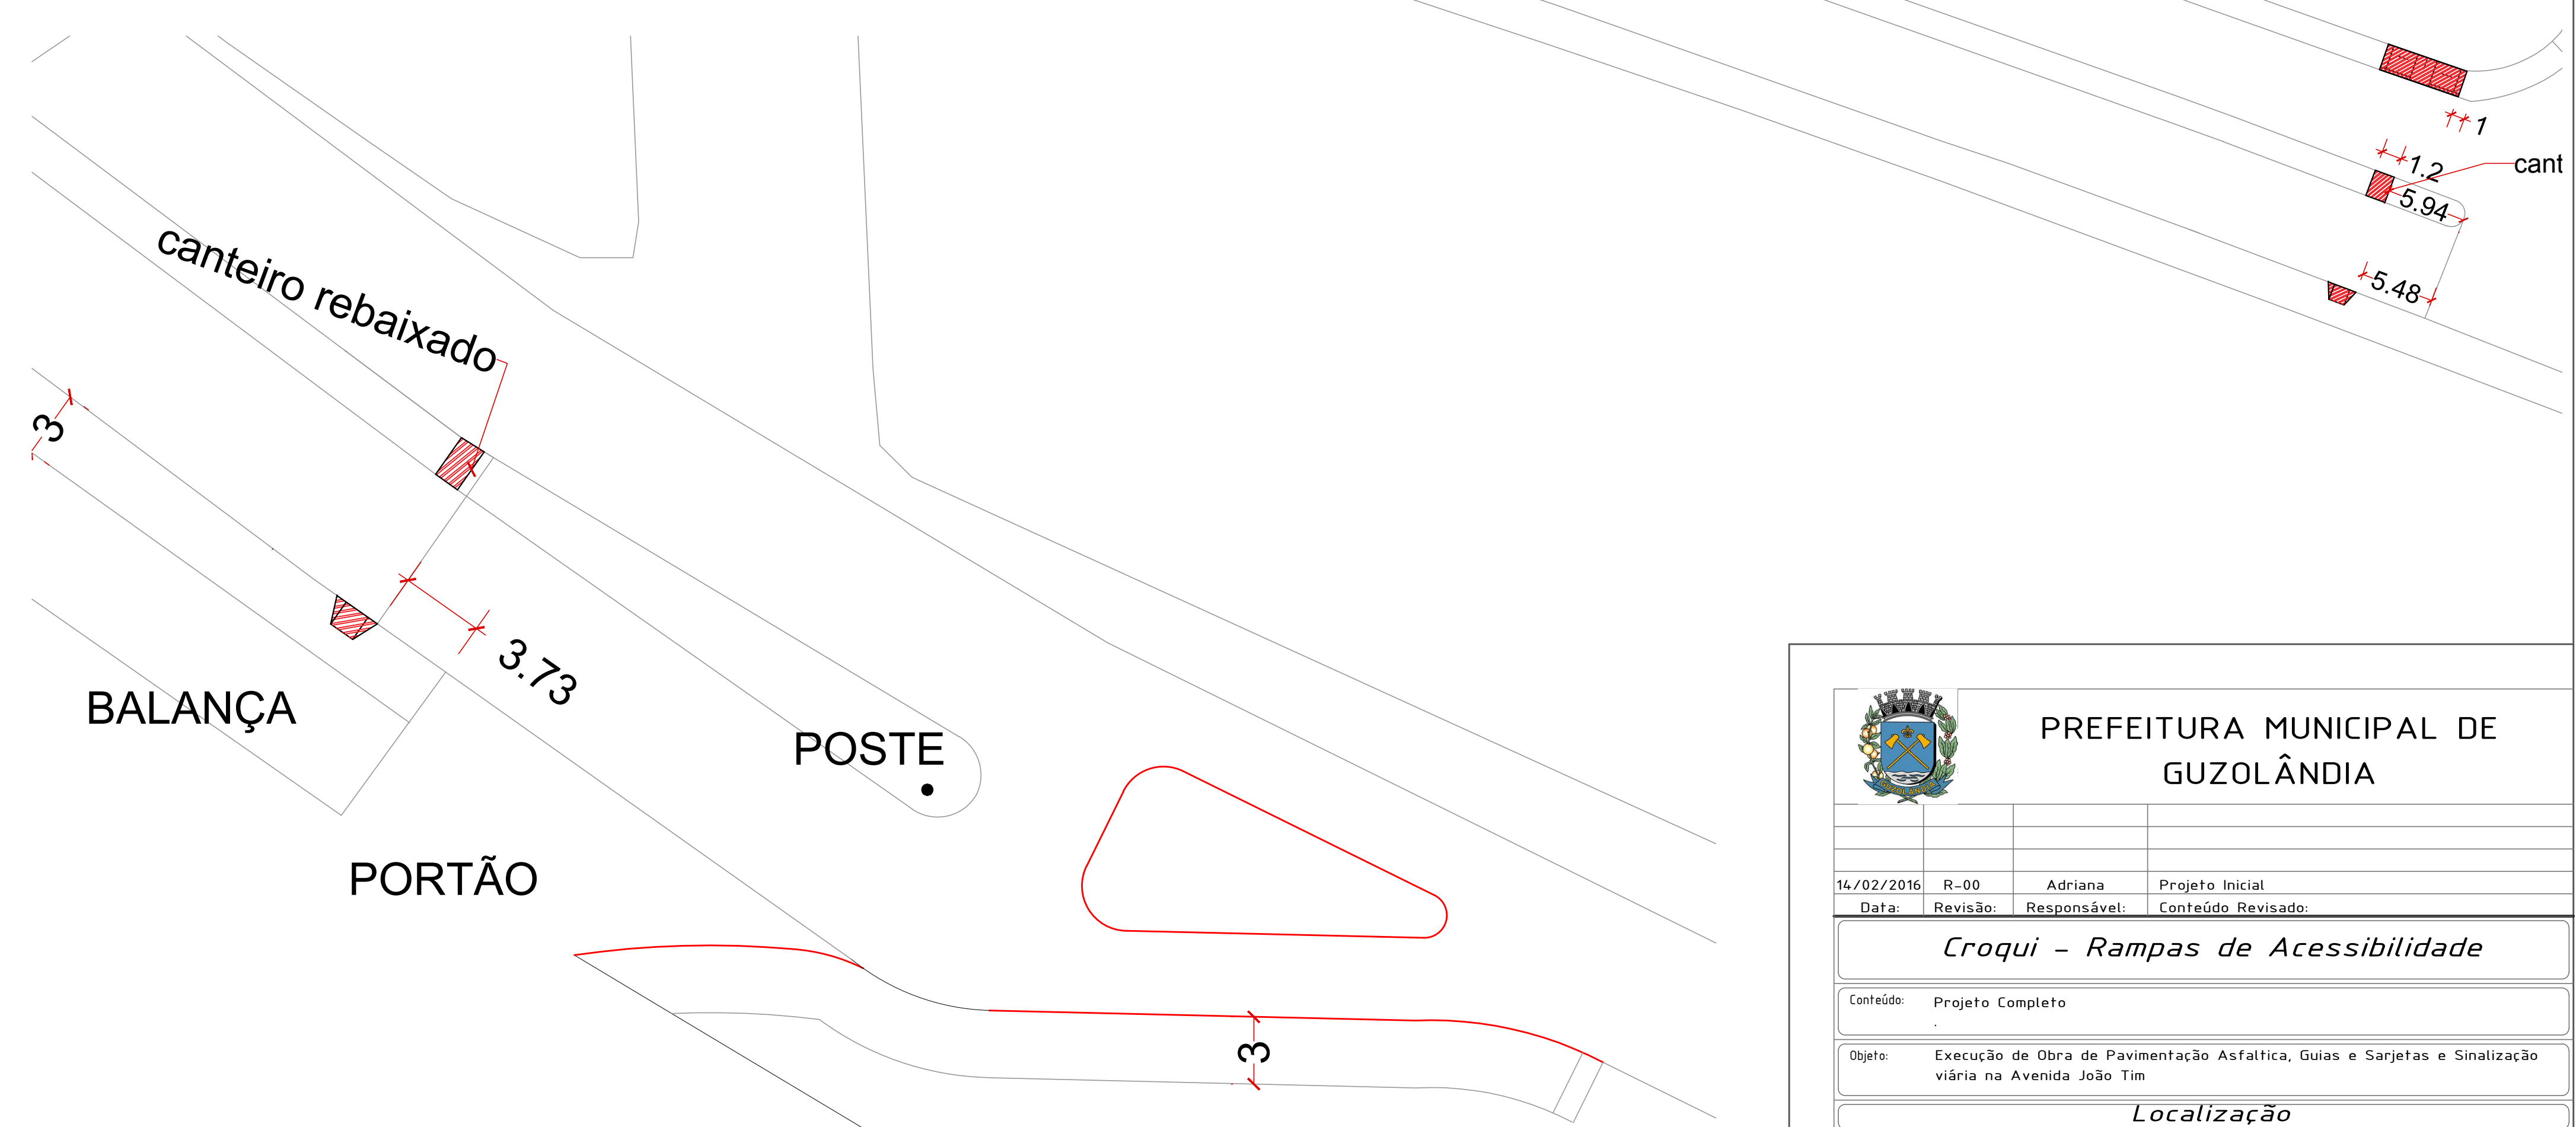 1
1.2
cant
5.94
5.48
canteiro rebaixado
3
3.73
BALANÇA
POSTE
PORTÃO
3
PREFEITURA MUNICIPAL DE
GUZOLÂNDIA
GUZOLÂNDIA
14/02/2016 R-00 Adriana Projeto Inicial
Data: Revisão: Responsável: Conteúdo Revisado:
Croqui - Rampas de Acessibilidade
Conteúdo: Projeto Completo
.
Objeto: Execução de Obra de Pavimentação Asfaltica, Guias e Sarjetas e Sinalização
viária na Avenida João Tim
Localização